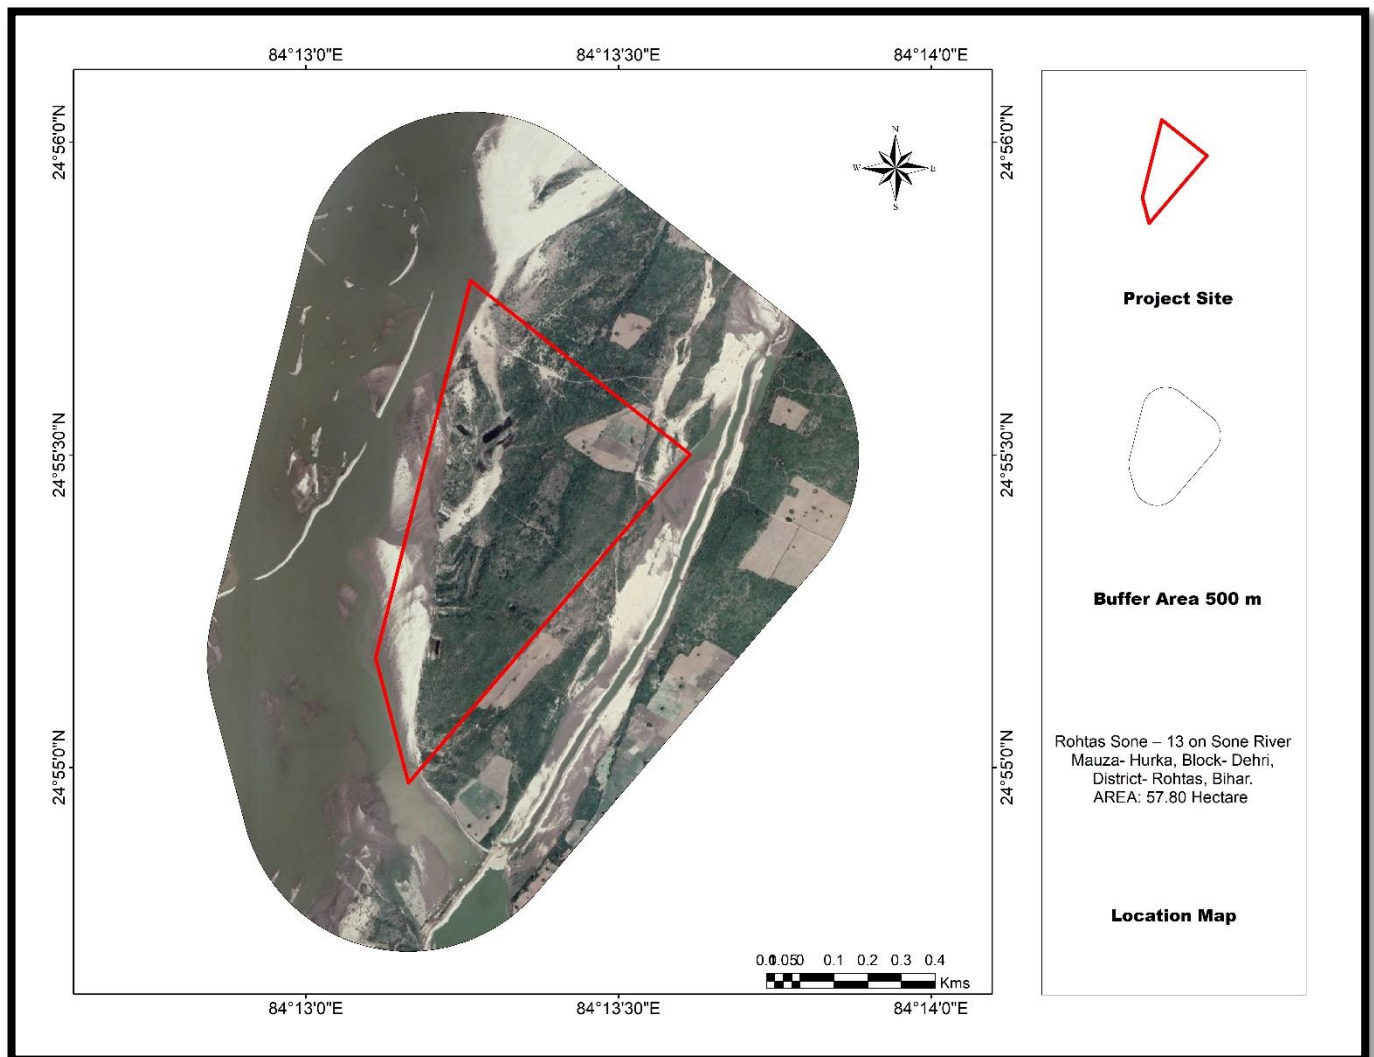 84°13'0"E 84°13'30"E 84°14'0"E
24°56'0"N
24°56'0"N
N
W E
S
Project Site
24°55'30"N
24°55'30"N
Buffer Area 500 m
Rohtas Sone – 13 on Sone River
Mauza- Hurka, Block- Dehri,
District- Rohtas, Bihar.
AREA: 57.80 Hectare
24°55'0"N
24°55'0"N
Location Map
0.1 0.2 0.3 0.4
Kms
84°13'0"E 84°13'30"E 84°14'0"E